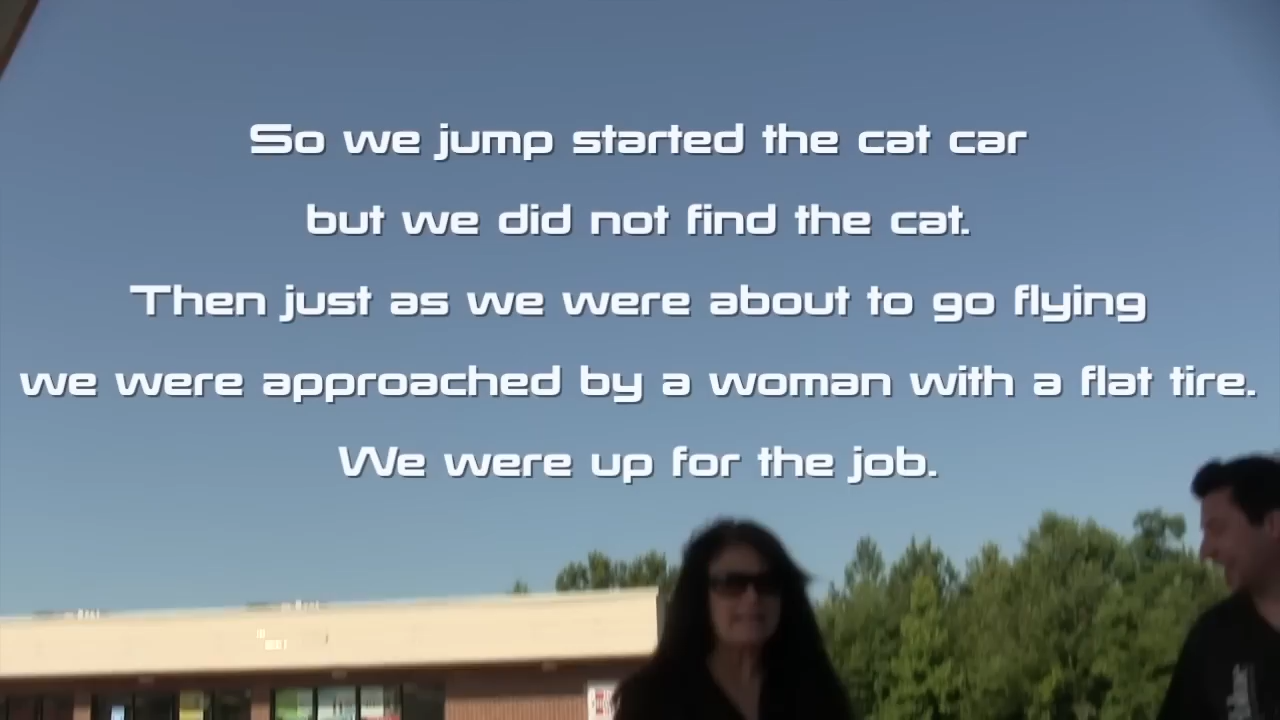 So we jump started the cat car
but we did not find the cat.
Then just as we were about to go flying
we were approached by a woman with a flat tire.
We were up for the job.